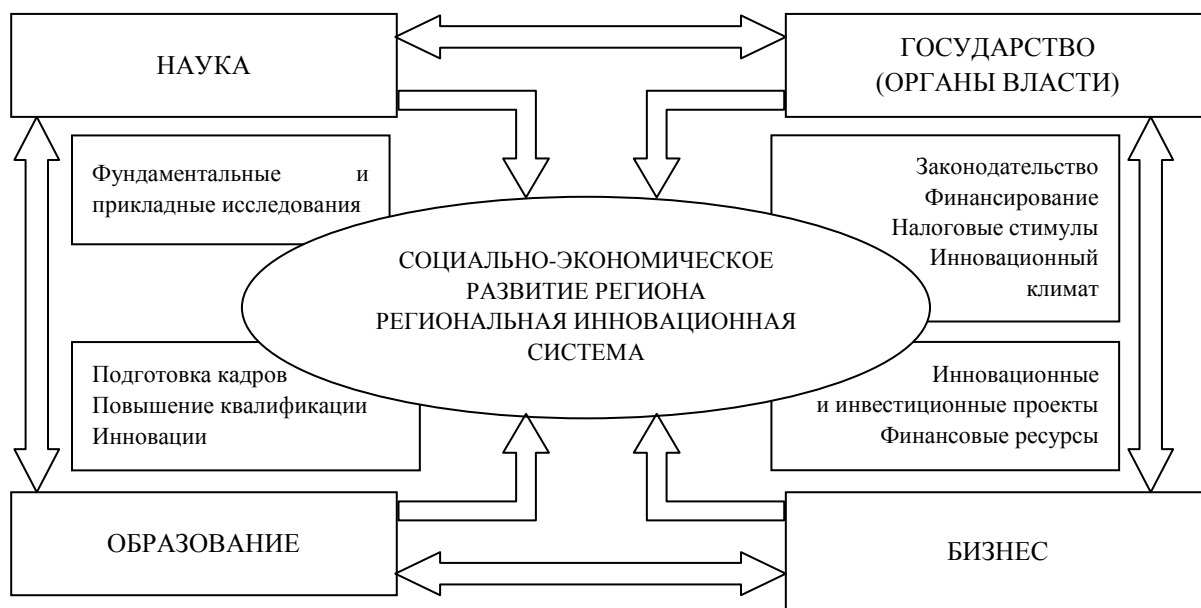 НАУКА
ГОСУДАРСТВО
(ОРГАНЫ ВЛАСТИ)
Фундаментальные и
прикладные исследования
Законодательство
Финансирование
Налоговые стимулы
Инновационный
климат
СОЦИАЛЬНО-ЭКОНОМИЧЕСКОЕ
РАЗВИТИЕ РЕГИОНА
РЕГИОНАЛЬНАЯ ИННОВАЦИОННАЯ
СИСТЕМА
Подготовка кадров
Повышение квалификации
Инновации
Инновационные
и инвестиционные проекты
Финансовые ресурсы
ОБРАЗОВАНИЕ
БИЗНЕС